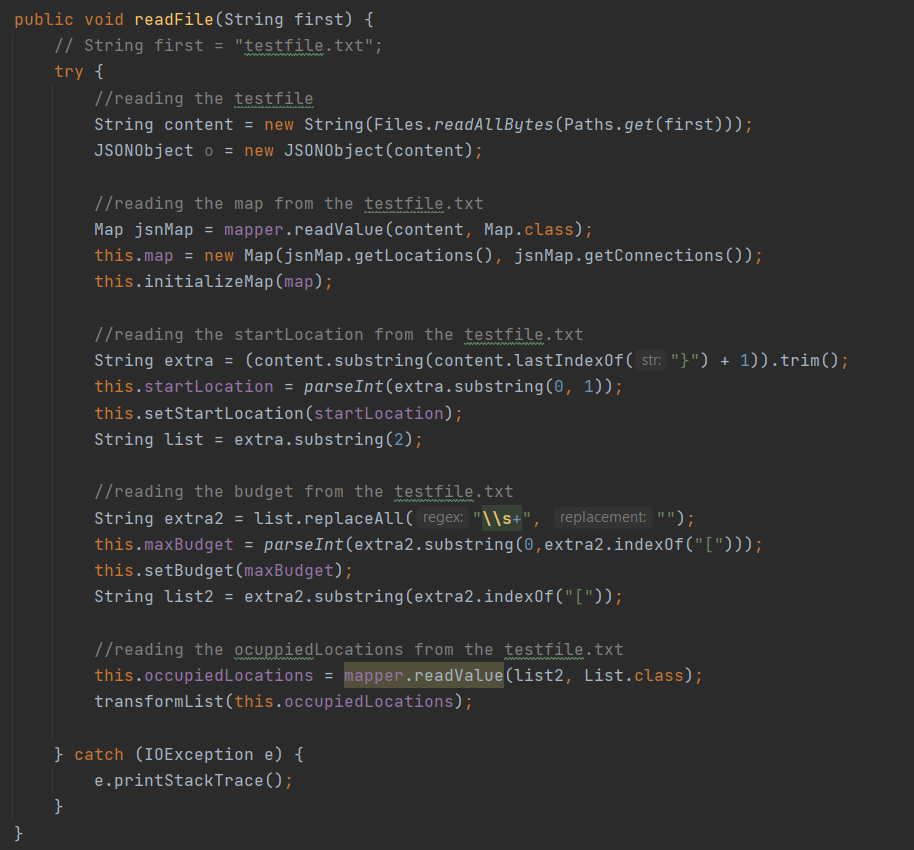 public void readFile(String first) {
    // String first = "testfile.txt";
    try {
        //reading the testfile
        String content = new String(Files.readAllBytes(Paths.get(first)));
        JSONObject o = new JSONObject(content);

        //reading the map from the testfile.txt
        Map jsnMap = mapper.readValue(content, Map.class);
        this.map = new Map(jsnMap.getLocations(), jsnMap.getConnections());
        this.initializeMap(map);

        //reading the startLocation from the testfile.txt
        String extra = (content.substring(content.lastIndexOf( str: "}") + 1)).trim();
        this.startLocation = parseInt(extra.substring(0, 1));
        this.setStartLocation(startLocation);
        String list = extra.substring(2);

        //reading the budget from the testfile.txt
        String extra2 = list.replaceAll( regex: "\\s+", replacement: "");
        this.maxBudget = parseInt(extra2.substring(0,extra2.indexOf("[")));
        this.setBudget(maxBudget);
        String list2 = extra2.substring(extra2.indexOf("["));

        //reading the ocuppiedLocations from the testfile.txt
        this.occupiedLocations = mapper.readValue(list2, List.class);
        transformList(this.occupiedLocations);

    } catch (IOException e) {
        e.printStackTrace();
    }
}